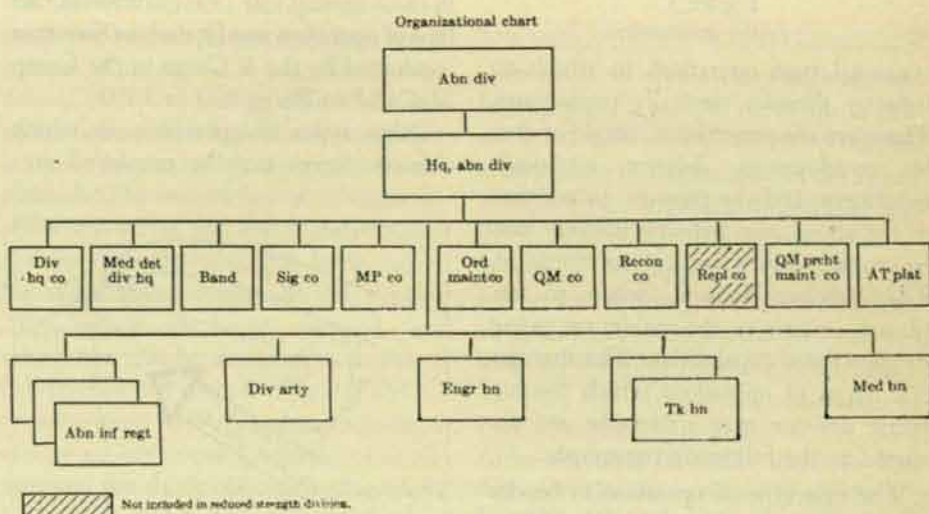 Organizational chart
Abn div
Hq, abn div
Div
hq co
Med det
div hq
Band
Sig co
MP co
Ord
maint co
QM co
Recon
co
Repl co
QM prcht
maint co
AT plat
Abn inf regt
Div arty
Engr bn
Tk bn
Med bn
Not included in reduced strength division.